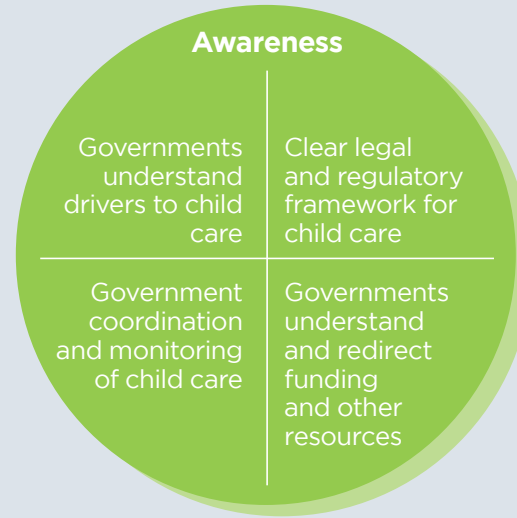 Awareness
Governments
understand
drivers to child
care
Clear legal
and regulatory
framework for
child care
Government
coordination
and monitoring
of child care
Governments
understand
and redirect
funding
and other
resources